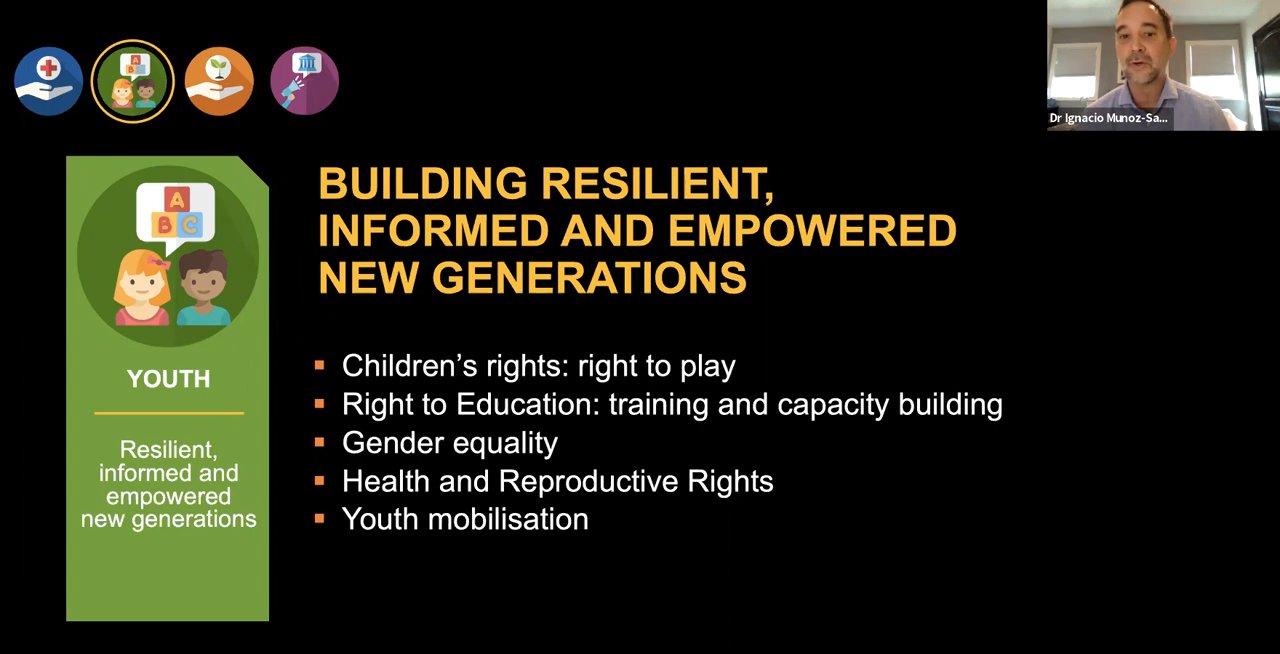 Dr Ignacio Munoz-Sa...
BUILDING RESILIENT,
INFORMED AND EMPOWERED
NEW GENERATIONS
A
B C
A
B C
YOUTH
Resilient,
informed and
empowered
new generations
▪ Children’s rights: right to play
▪ Right to Education: training and capacity building
▪ Gender equality
▪ Health and Reproductive Rights
▪ Youth mobilisation